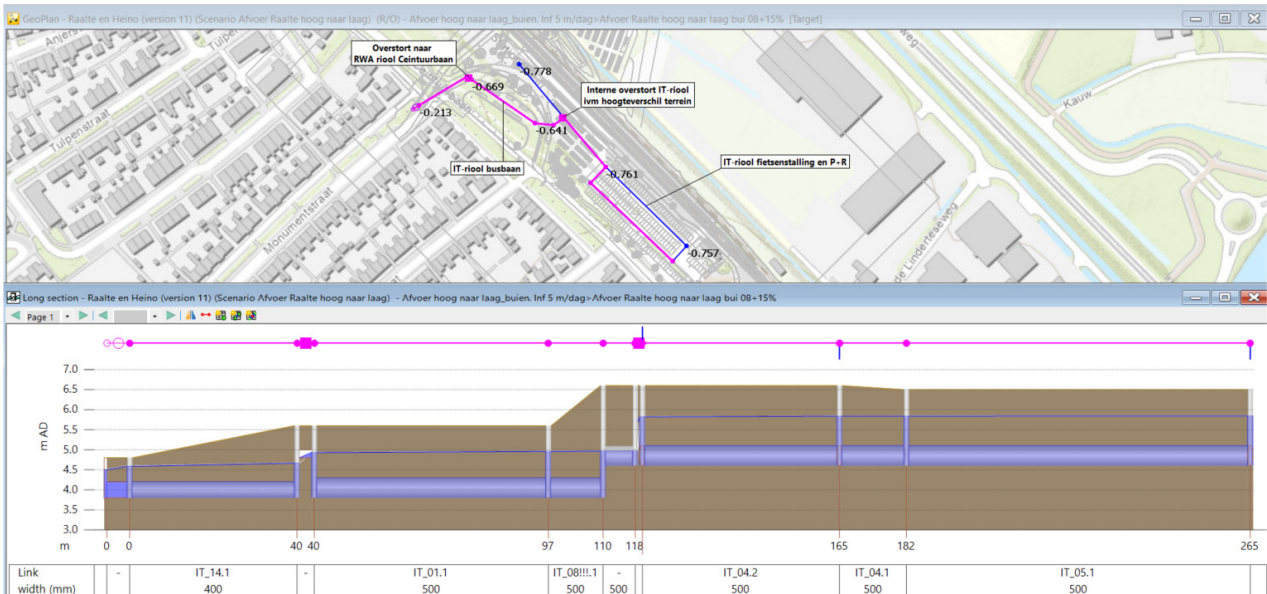 GeoPlan - Raalte en Heino (version 11) (Scenario Afvoer Raalte hoog naar laag) (R/O) - Afvoer hoog naar laag_buien. Inf 5 m/dag>Afvoer Raalte hoog naar laag bui 08+15% [Target]
Anjerst
Tulpe
Overstort naar
RWA riool Ceintuurbaan
-0.778
-0.669
Interne overstort IT-riool
ivm hoogteverschil terrein
Kauw
-0.213
Tulpenstraat
-0.641
IT-riool busbaan
IT-riool fietsenstalling en P+R
-0.761
Monumentstraat
de Linderteseweg
-0.757
Long section - Raalte en Heino (version 11) (Scenario Afvoer Raalte hoog naar laag) - Afvoer hoog naar laag_buien. Inf 5 m/dag>Afvoer Raalte hoog naar laag bui 08+15%
Page 1
7.0
6.5
6.0
5.5
5.0
4.5
4.0
3.5
3.0
m AD
m 0 0 40 40 97 110 118 165 182 265
Link - IT_14.1 - IT_01.1 IT_08!!!.1 - IT_04.2 IT_04.1 IT_05.1
width (mm) 400 500 500 500 500 500 500